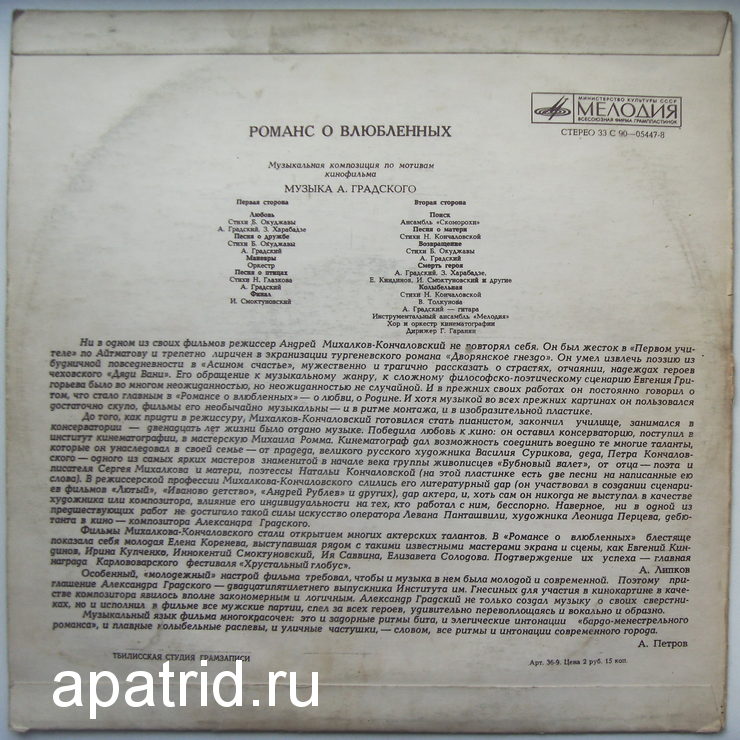 МИНИСТЕРСТВО КУЛЬТУРЫ СССР
МЕЛОДИЯ
ВСЕСОЮЗНАЯ ФИРМА ГРАМПЛАСТИНОК
СТЕРЕО 33 С 90—05447-8
РОМАНС О ВЛЮБЛЕННЫХ
Музыкальная композиция по мотивам
кинофильма
МУЗЫКА А. ГРАДСКОГО
Первая сторона
Любовь
Стихи Б. Окуджавы
А. Градский, З. Харабадзе
Песня о дружбе
Стихи Б. Окуджавы
А. Градский
Маневры
Оркестр
Песня о птицах
Стихи Н. Глазкова
А. Градский
Финал
И. Смоктуновский
Вторая сторона
Поиск
Ансамбль «Скоморохи»
Песня о матери
Стихи Н. Кончаловской
Возвращение
Стихи Б. Окуджавы
А. Градский
Смерть героя
А. Градский, З. Харабадзе,
Е. Киндинов, И. Смоктуновский и другие
Колыбельная
Стихи Н. Кончаловской
В. Толкунова
А. Градский — гитара
Инструментальный ансамбль «Мелодия»
Хор и оркестр кинематографии
Дирижер Г. Гаранян
Ни в одном из своих фильмов режиссер Андрей Михалков-Кончаловский не повторял себя. Он был жесток в «Первом учи-
теле» по Айтматову и трепетно лиричен в экранизации тургеневского романа «Дворянское гнездо». Он умел извлечь поэзию из
будничной повседневности в «Асином счастье», мужественно и трагично рассказать о страстях, отчаянии, надеждах героев
чеховского «Дяди Вани». Его обращение к музыкальному жанру, к сложному философско-поэтическому сценарию Евгения Гри-
горьева было во многом неожиданностью, но неожиданностью не случайной. И в прежних своих работах он постоянно говорил о
том, что стало главным в «Романсе о влюбленных» — о любви, о Родине. И хотя музыкой во всех прежних картинах он пользовался
достаточно скупо, фильмы его необычайно музыкальны — и в ритме монтажа, и в изобразительной пластике.
До того, как придти в режиссуру, Михалков-Кончаловский готовился стать пианистом, закончил училище, занимался в
консерватории — двенадцать лет жизни было отдано музыке. Победила любовь к кино: он оставил консерваторию, поступил в
институт кинематографии, в мастерскую Михаила Ромма. Кинематограф дал возможность соединить воедино те многие таланты,
которые он унаследовал в своей семье — от прадеда, великого русского художника Василия Сурикова, деда, Петра Кончалов-
ского — одного из самых ярких мастеров знаменитой в начале века группы живописцев «Бубновый валет», от отца — поэта и
писателя Сергея Михалкова и матери, поэтессы Натальи Кончаловской (на этой пластинке есть две песни на написанные ею
слова). В режиссерской профессии Михалкова-Кончаловского слились его литературный дар (он участвовал в создании сценари-
ев фильмов «Лютый», «Иваново детство», «Андрей Рублев» и других), дар актера, и, хоть сам он никогда не выступал в качестве
художника или композитора, влияние его индивидуальности на тех, кто работал с ним, бесспорно. Наверное, ни в одной из
предшествующих работ не достигало такой силы искусство оператора Левана Пааташвили, художника Леонида Перцева, дебю-
танта в кино — композитора Александра Градского.
Фильмы Михалкова-Кончаловского стали открытием многих актерских талантов. В «Романсе о влюбленных» блестяще
показала себя молодая Елена Коренева, выступавшая рядом с такими известными мастерами экрана и сцены, как Евгений Кин-
динов, Ирина Купченко, Иннокентий Смоктуновский, Ия Саввина, Елизавета Солодова. Подтверждение их успеха — главная
награда Карлововарского фестиваля «Хрустальный глобус».
А. Липков
Особенный, «молодежный» настрой фильма требовал, чтобы и музыка в нем была молодой и современной. Поэтому при-
глашение Александра Градского — двадцатипятилетнего выпускника Института им. Гнесиных для участия в кинокартине в каче-
стве композитора явилось вполне закономерным и логичным. Александр Градский не только создал музыку о своих сверстни-
ках, но и исполнил в фильме все мужские партии, спел за всех героев, удивительно перевоплощаясь и вокально и образно.
Музыкальный язык фильма многокрасочен: это и задорные ритмы бита, и элегические интонации «бардо-менестрельного
романса», и плавные колыбельные распевы, и уличные частушки, — словом, все ритмы и интонации современного города.
А. Петров
ТБИЛИССКАЯ СТУДИЯ ГРАМЗАПИСИ
Арт. 36-9. Цена 2 руб. 15 коп.
apatrid.ru